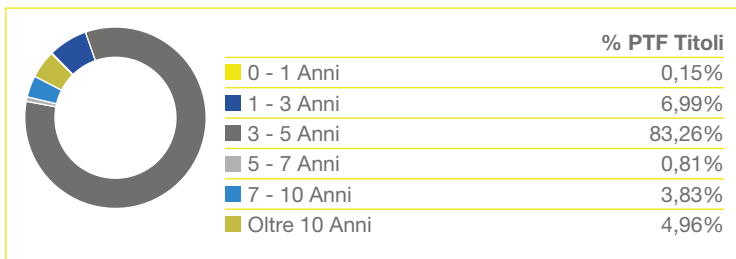 % PTF Titoli
0 - 1 Anni 0,15%
1 - 3 Anni 6,99%
3 - 5 Anni 83,26%
5 - 7 Anni 0,81%
7 - 10 Anni 3,83%
Oltre 10 Anni 4,96%